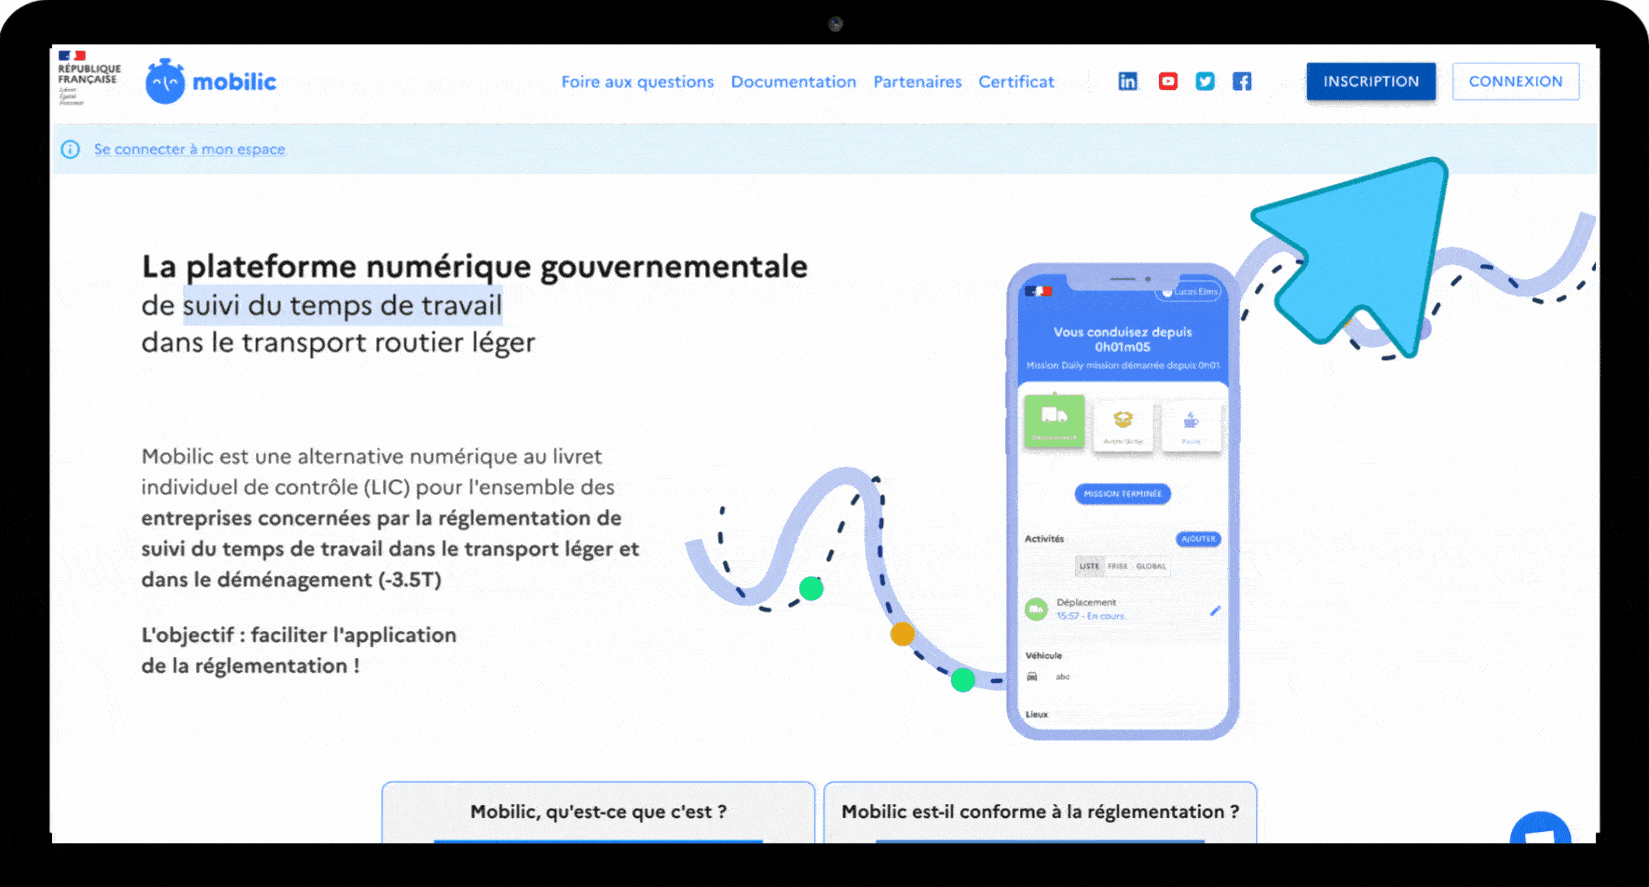 RÉPUBLIQUE
FRANÇAISE
Liberté
Égalité
Fraternité
mobilic
Foire aux questions
Documentation
Partenaires
Certificat
INSCRIPTION
CONNEXION
Se connecter à mon espace
La plateforme numérique gouvernementale
de suivi du temps de travail
dans le transport routier léger
Mobilic est une alternative numérique au livret
individuel de contrôle (LIC) pour l'ensemble des
entreprises concernées par la réglementation de
suivi du temps de travail dans le transport léger et
dans le déménagement (-3.5T)
L'objectif : faciliter l'application
de la réglementation !
Lucas Elms
Vous conduisez depuis
0h01m05
Mission Daily mission démarrée depuis 0h01
Déplacement
Autre tâche
Pause
MISSION TERMINÉE
Activités
AJOUTER
LISTE
FRISE
GLOBAL
Déplacement
15:57 - En cours
Véhicule
abc
Lieux
Mobilic, qu'est-ce que c'est ?
Mobilic est-il conforme à la réglementation ?